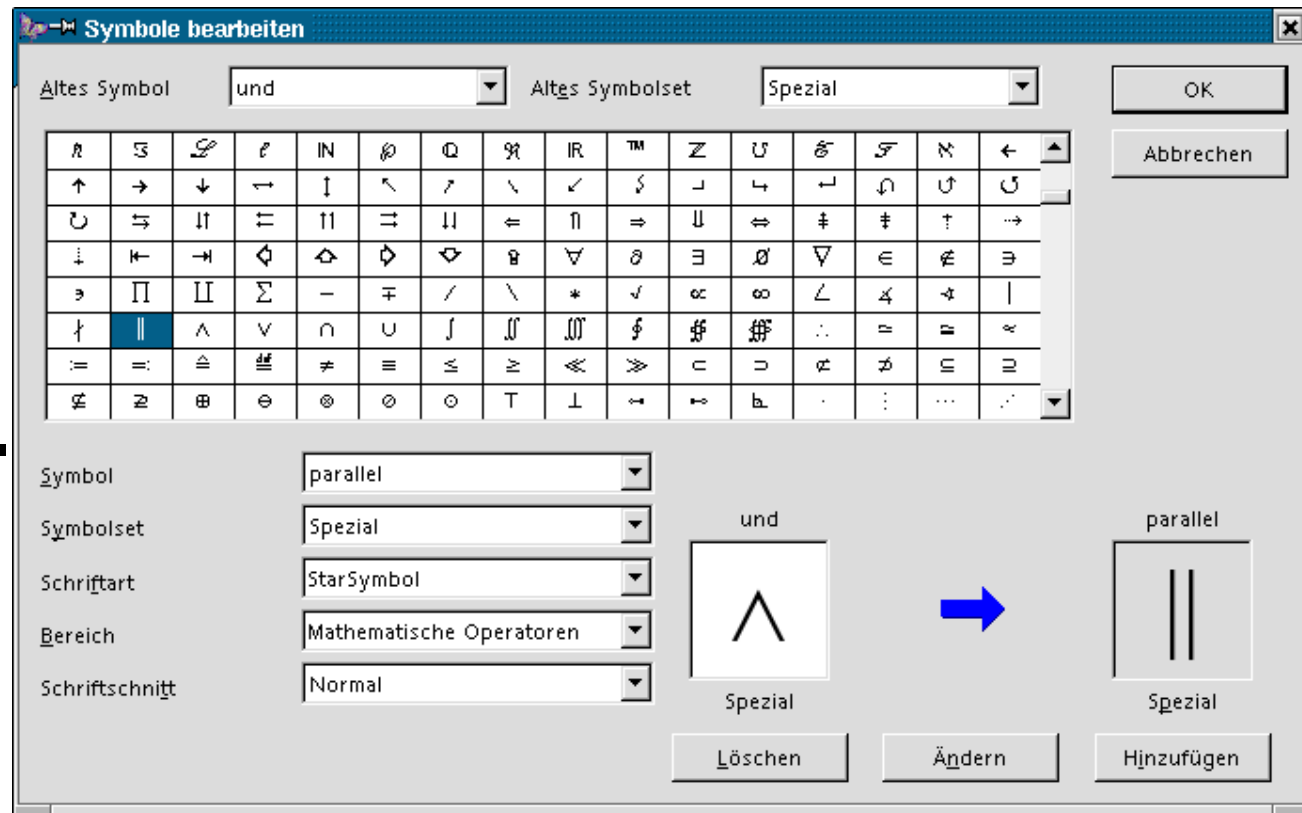 Symbole bearbeiten
Altes Symbol und Altes Symbolset Spezial OK
Abbrechen
ℒ ℓ IN ℘ ℚ ℜ IR ™ ℤ ℧ ℱ ℵ ←
↑ → ↓ ↕ ↖ ↗ ↙
⇆ ⇐ ⇑ ⇒ ⇓ ⇔
∀ ∂ ∃ ∇ ∈ ∉ ∋
∍ ∏ ∐ ∑ − ∓ ∕ ∖ ∗ √ ∝ ∞ ∠ ∡ ∢ ∣
∤ ∥ ∧ ∨ ∩ ∪ ∫ ∬ ∭ ∮ ∯ ∰ ∴
≔ ≕ ≙ ≝ ≠ ≡ ≤ ≥ ≪ ≫ ⊂ ⊃ ⊄ ⊅ ⊆ ⊇
⊈ ⊉ ⊕ ⊖ ⊗ ⊘ ⊙ ⊤ ⊥ ⊶ ⊷ ⋅ ⋮ ⋯ ⋰
Symbol parallel
Symbolset Spezial
Schriftart StarSymbol
Bereich Mathematische Operatoren
Schriftschnitt Normal
und parallel
∧ ∥
Spezial Spezial
Löschen Ändern Hinzufügen